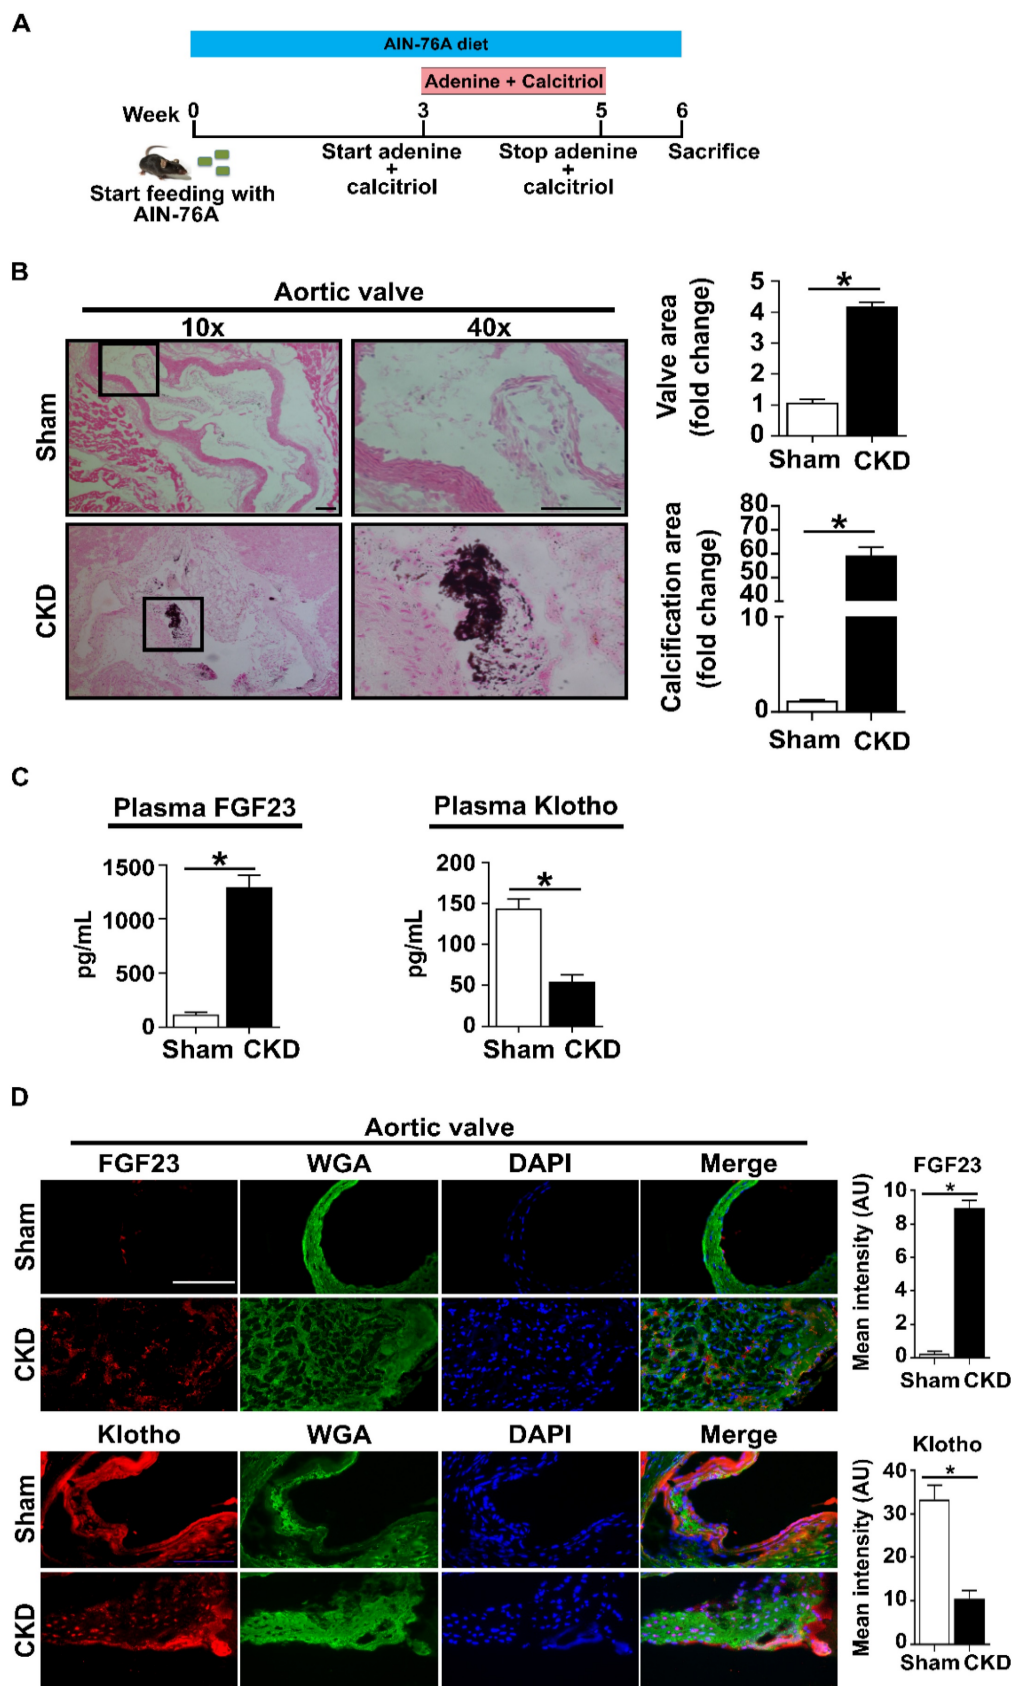 A
AIN-76A diet
Adenine + Calcitriol
Week 0 3 5 6
Start adenine
+
calcitriol
Stop adenine
+
calcitriol
Sacrifice
Start feeding with
AIN-76A
B
Aortic valve
10x 40x
Sham
CKD
Valve area
(fold change)
5
4
3
2
1
0
*
Sham CKD
Calcification area
(fold change)
80
70
60
50
40
10
0
*
Sham CKD
C
Plasma FGF23
pg/mL
1500
1000
500
0
*
Sham CKD
Plasma Klotho
pg/mL
200
150
100
50
0
*
Sham CKD
D
Aortic valve
FGF23 WGA DAPI Merge
Sham
CKD
FGF23
Mean intensity (AU)
10
8
6
4
2
0
*
Sham CKD
Klotho WGA DAPI Merge
Sham
CKD
Klotho
Mean intensity (AU)
40
30
20
10
0
*
Sham CKD